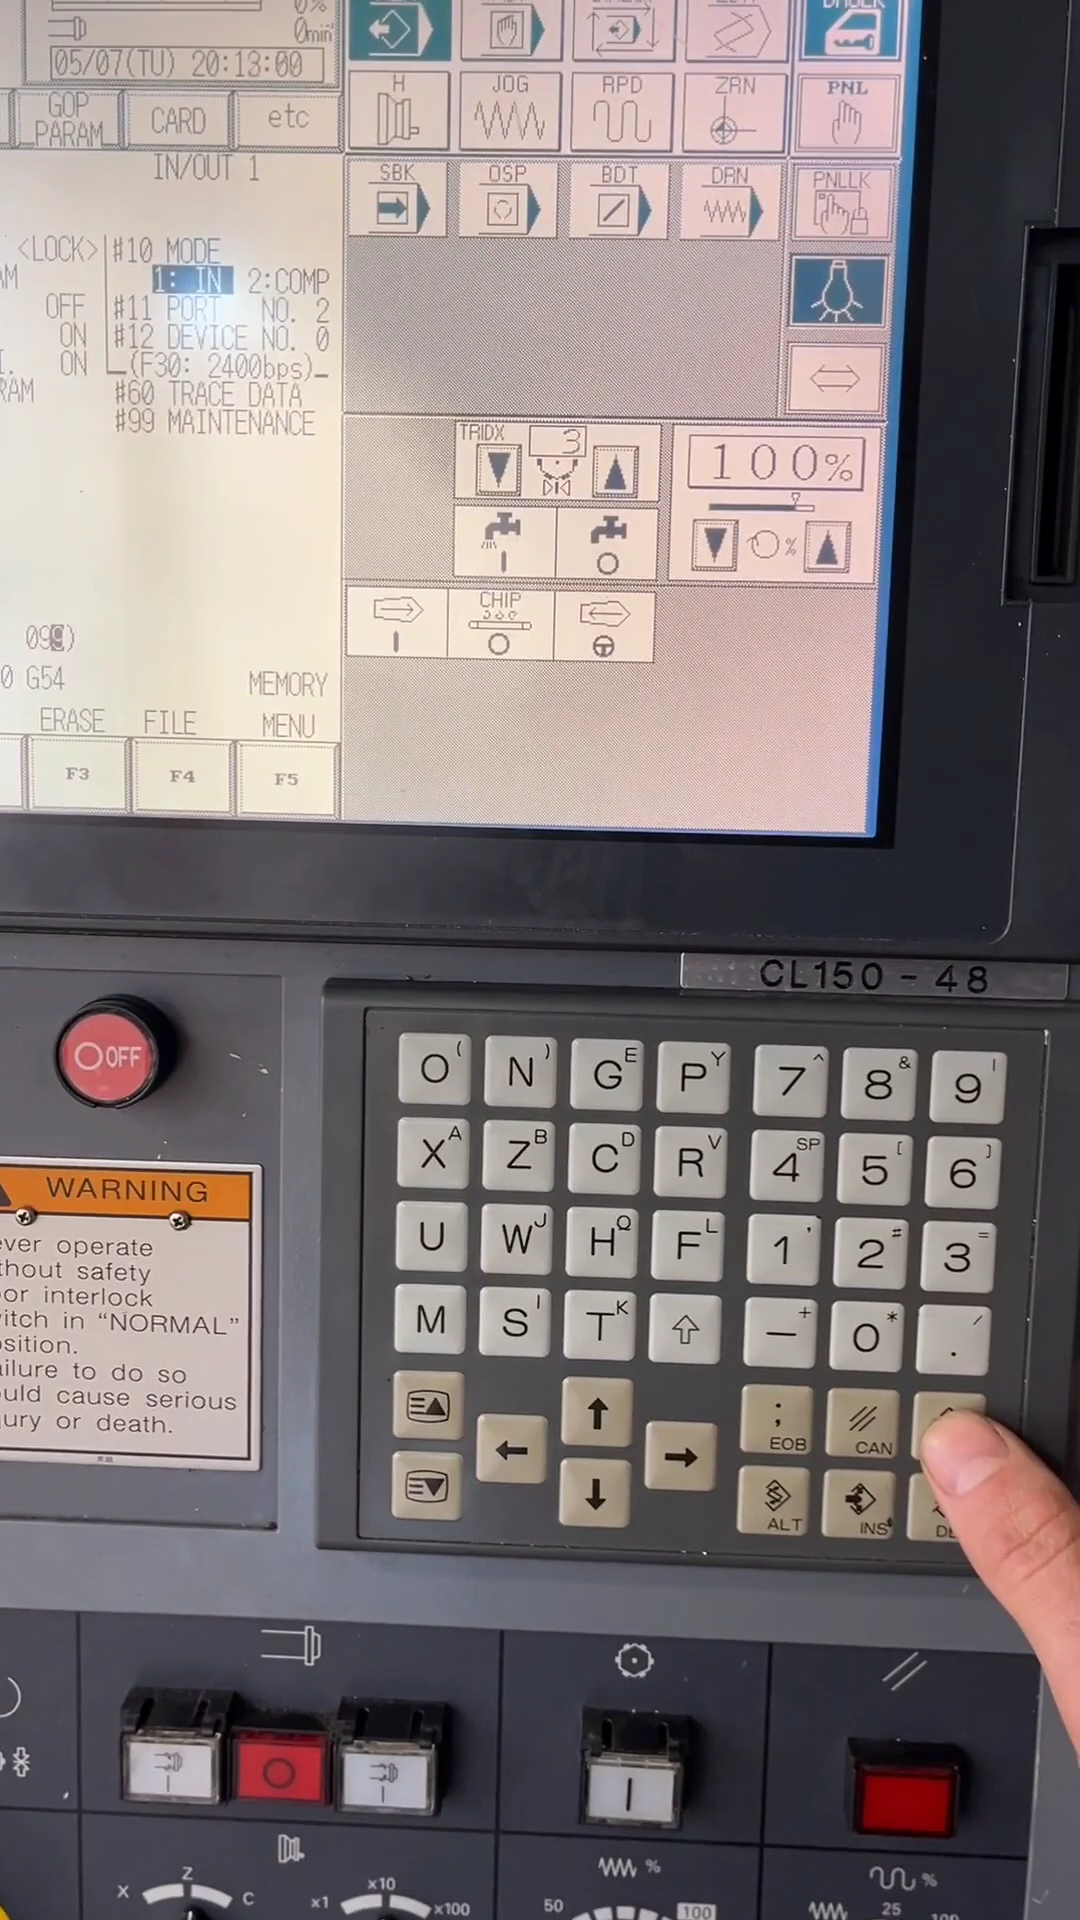 0%
0min
05/07(TU) 20:13:00
GOP PARAM
CARD
etc
H
JOG
RPD
ZRN
PNL
IN/OUT 1
SBK
OSP
BDT
DRN
PNLLK
<LOCK>
#10 MODE
1: IN 2:COMP
OFF
#11 PORT NO. 2
ON
#12 DEVICE NO. 0
ON
(F30: 2400bps)
#60 TRACE DATA
#99 MAINTENANCE
TRIDX
3
100%
%
CHIP
099)
0 G54
MEMORY
ERASE
FILE
MENU
F3
F4
F5
CL150 - 48
OFF
O ( N ) G E P Y 7 ^ 8 & 9 |
X A Z B C D R V 4 SP 5 [ 6 ]
U W J H Q F L 1 ' 2 # 3 =
M S I T K - + 0 * . /
; EOB
CAN
ALT
INS
WARNING
ever operate
thout safety
or interlock
itch in "NORMAL"
sition.
ailure to do so
uld cause serious
ury or death.
X Z C
x1 x10 x100
%
50
100
%
25
100